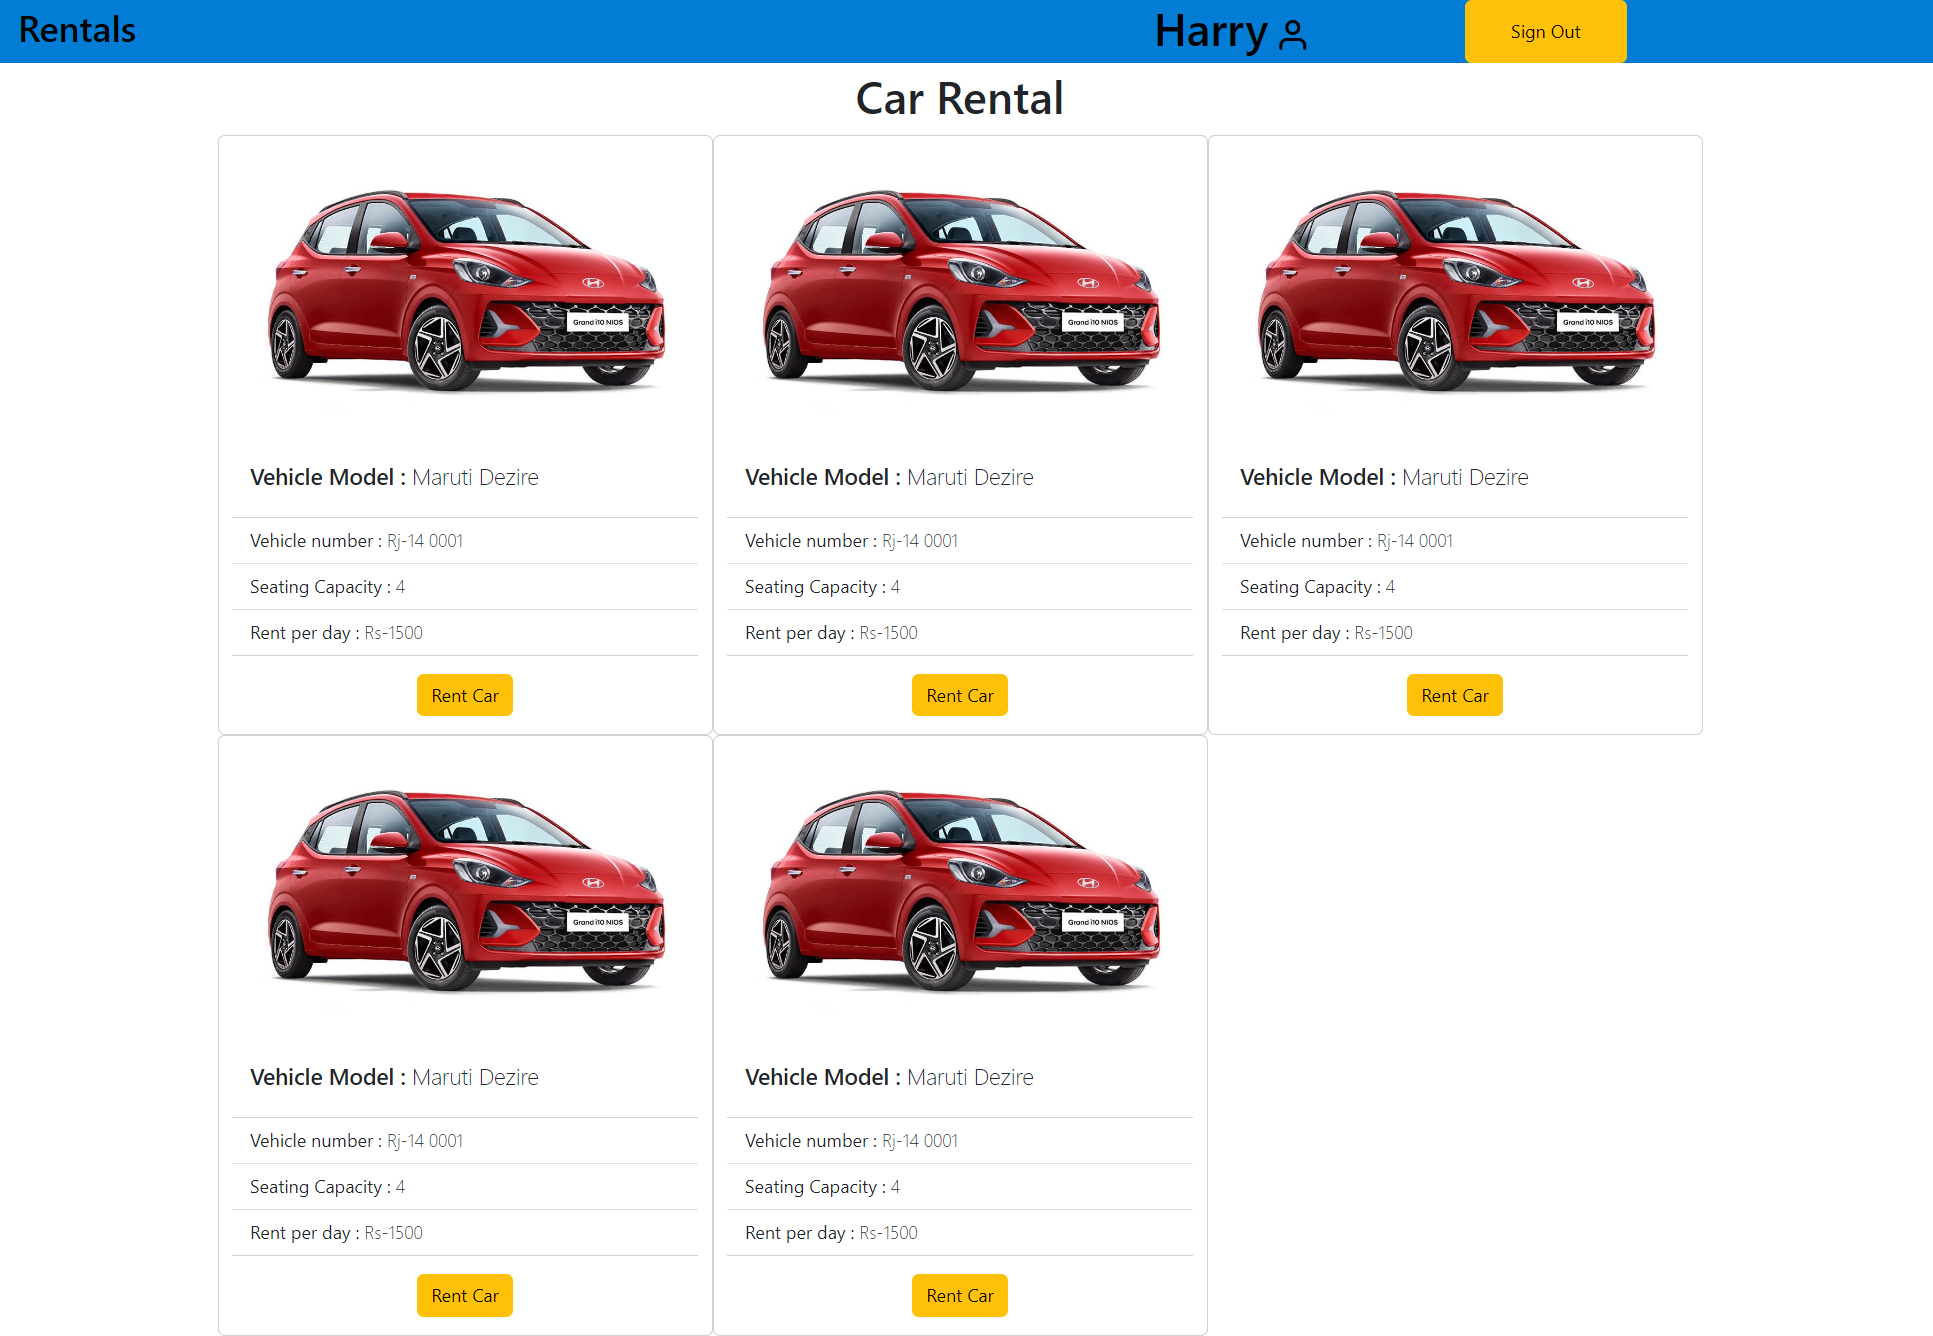 Rentals
Harry
Sign Out
Car Rental
Grand i10 NIOS
Vehicle Model : Maruti Dezire
Vehicle number : Rj-14 0001
Seating Capacity : 4
Rent per day : Rs-1500
Rent Car
Grand i10 NIOS
Vehicle Model : Maruti Dezire
Vehicle number : Rj-14 0001
Seating Capacity : 4
Rent per day : Rs-1500
Rent Car
Grand i10 NIOS
Vehicle Model : Maruti Dezire
Vehicle number : Rj-14 0001
Seating Capacity : 4
Rent per day : Rs-1500
Rent Car
Grand i10 NIOS
Vehicle Model : Maruti Dezire
Vehicle number : Rj-14 0001
Seating Capacity : 4
Rent per day : Rs-1500
Rent Car
Grand i10 NIOS
Vehicle Model : Maruti Dezire
Vehicle number : Rj-14 0001
Seating Capacity : 4
Rent per day : Rs-1500
Rent Car